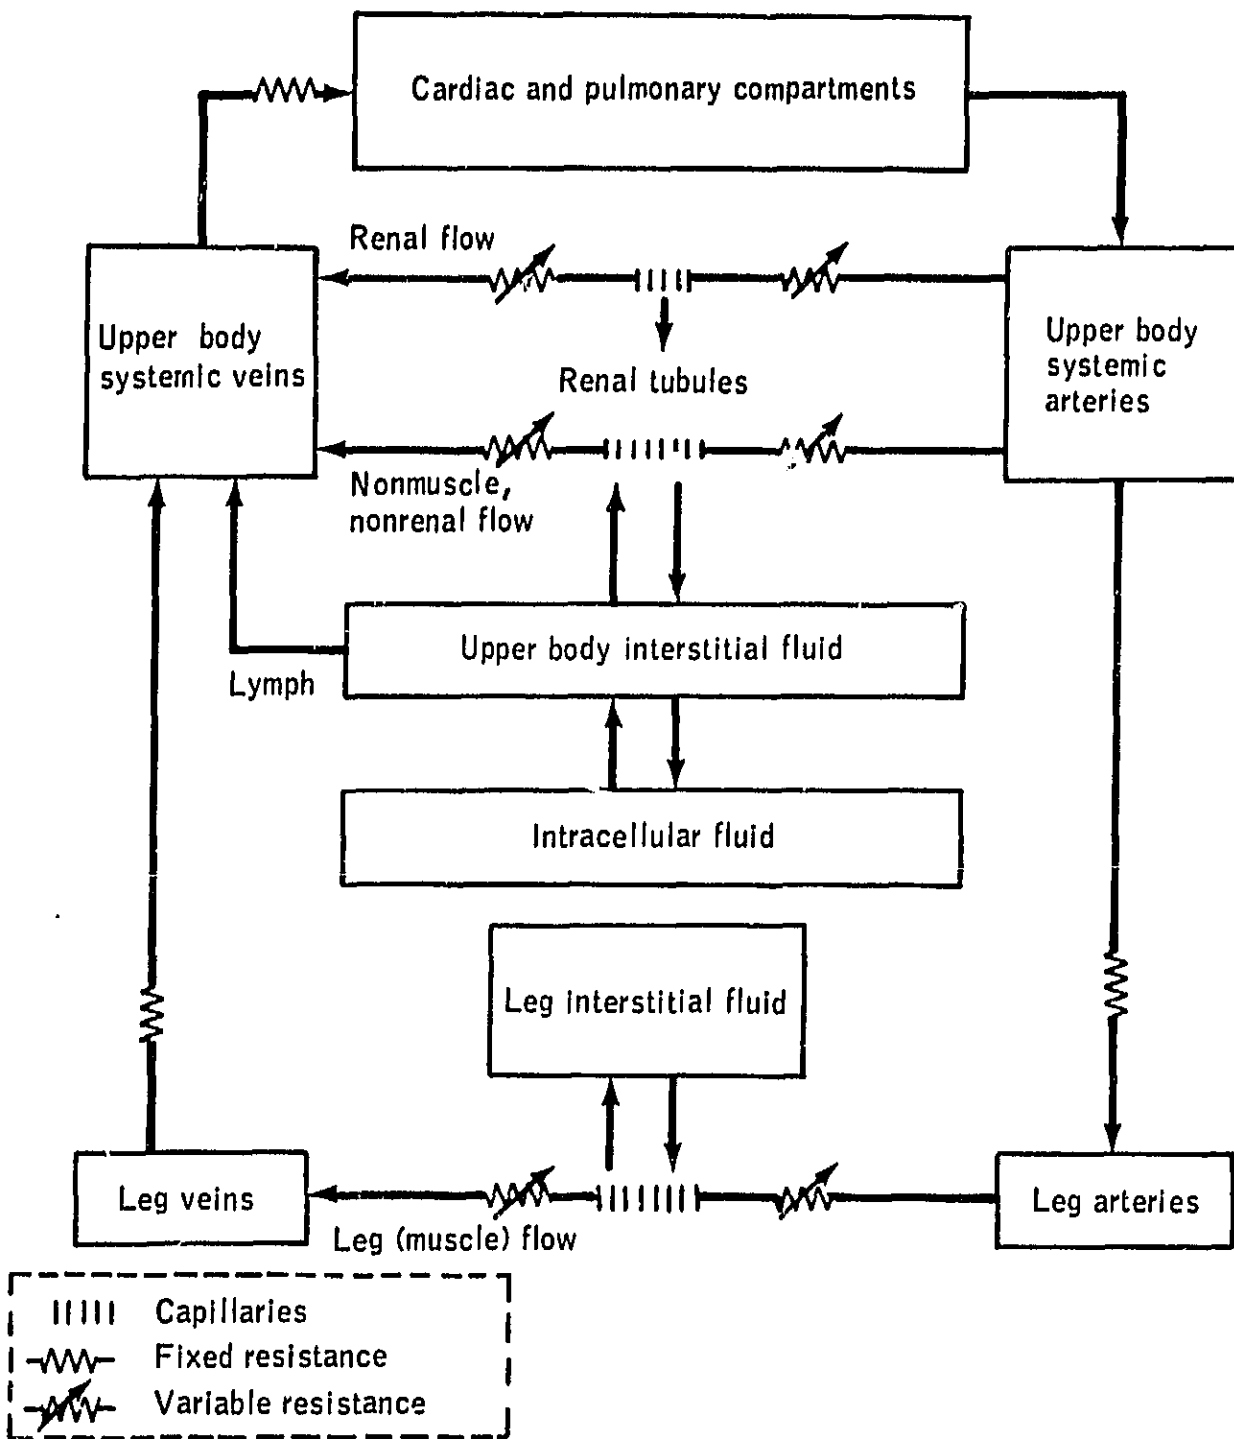 Cardiac and pulmonary compartments
Renal flow
Upper body
systemic veins
Upper body
systemic
arteries
Renal tubules
Nonmuscle,
nonrenal flow
Upper body interstitial fluid
Lymph
Intracellular fluid
Leg interstitial fluid
Leg veins
Leg arteries
Leg (muscle) flow
Capillaries
Fixed resistance
Variable resistance